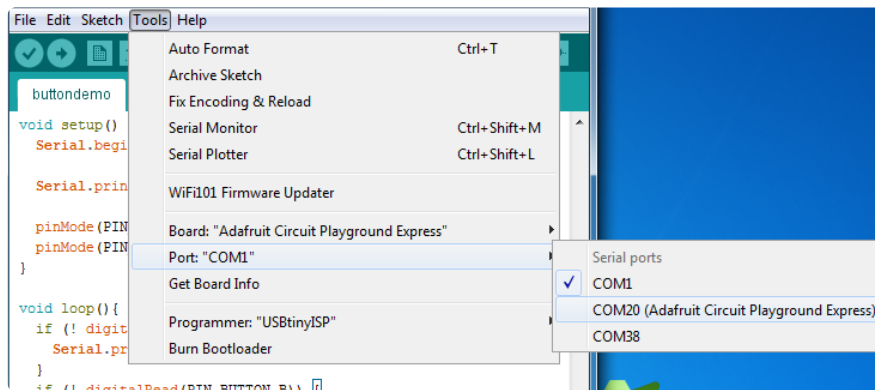 File Edit Sketch Tools Help
buttondemo
void setup()
Serial.begi
Serial.prin
pinMode(PIN
pinMode(PIN
}
void loop(){
if (! digit
Serial.pr
}
if (! digitalRead(PIN_BUTTON_B)) {
Auto Format Ctrl+T
Archive Sketch
Fix Encoding & Reload
Serial Monitor Ctrl+Shift+M
Serial Plotter Ctrl+Shift+L
WiFi101 Firmware Updater
Board: "Adafruit Circuit Playground Express"
Port: "COM1"
Get Board Info
Programmer: "USBtinyISP"
Burn Bootloader
Serial ports
COM1
COM20 (Adafruit Circuit Playground Express)
COM38